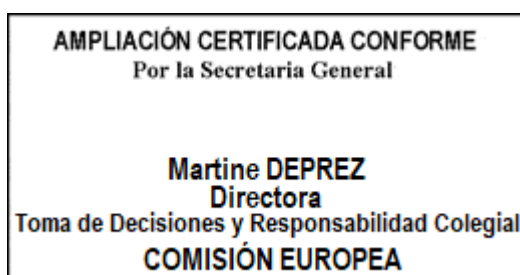 AMPLIACIÓN CERTIFICADA CONFORME
Por la Secretaria General
Martine DEPREZ
Directora
Toma de Decisiones y Responsabilidad Colegial
COMISIÓN EUROPEA